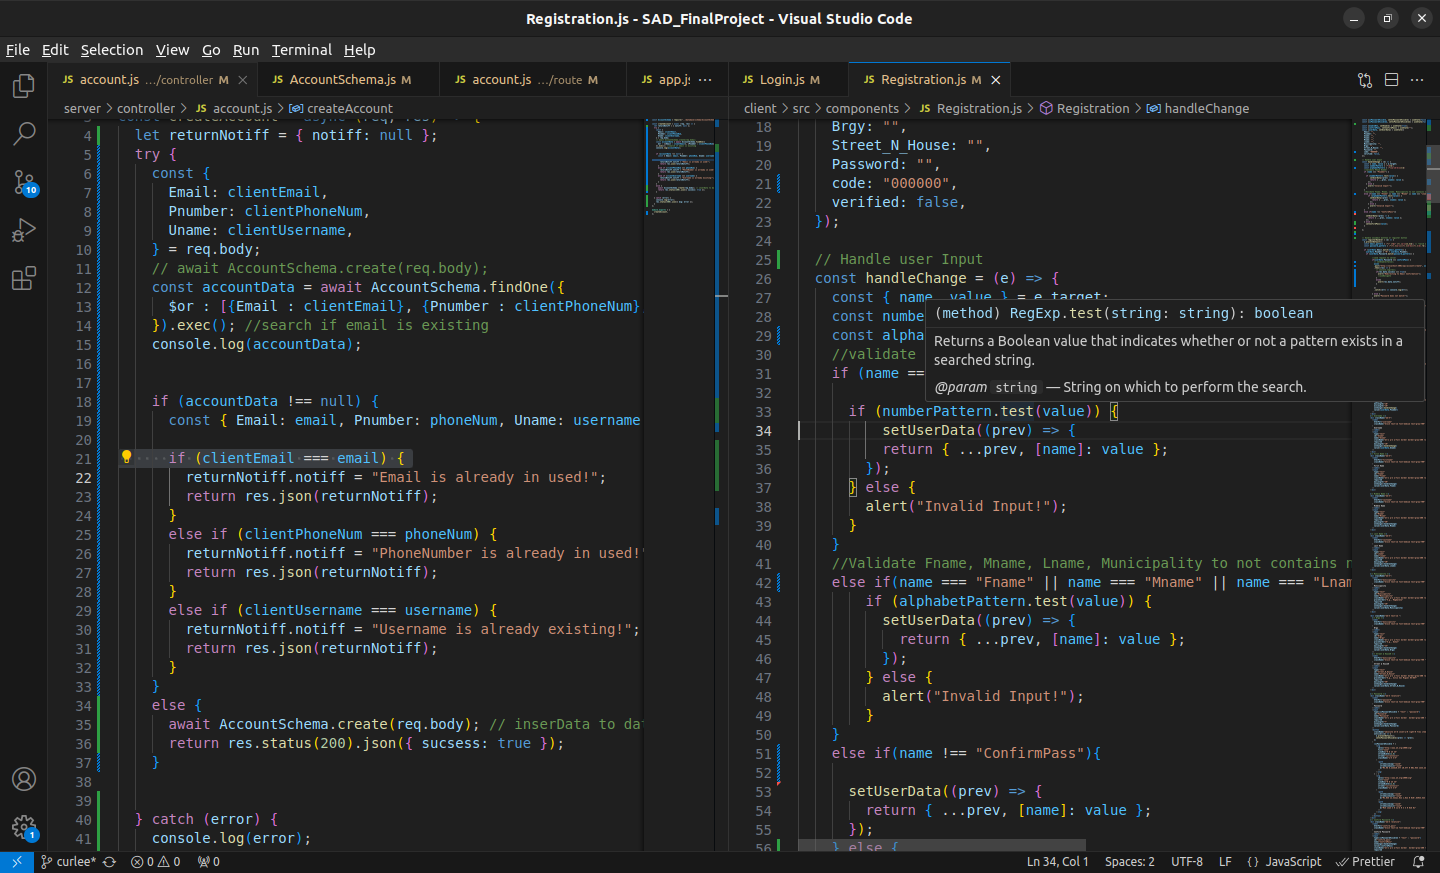 Registration.js - SAD_FinalProject - Visual Studio Code
File Edit Selection View Go Run Terminal Help
JS account.js .../controller M
JS AccountSchema.js M
JS account.js .../route M
JS app.js
JS Login.js M
JS Registration.js M
server > controller > JS account.js > createAccount
4 let returnNotiff = { notiff: null };
5 try {
6 const {
7 Email: clientEmail,
8 Pnumber: clientPhoneNum,
9 Uname: clientUsername,
10 } = req.body;
11 // await AccountSchema.create(req.body);
12 const accountData = await AccountSchema.findOne({
13 $or : [{Email : clientEmail}, {Pnumber : clientPhoneNum}
14 }).exec(); //search if email is existing
15 console.log(accountData);
16
17
18 if (accountData !== null) {
19 const { Email: email, Pnumber: phoneNum, Uname: username
20
21 if (clientEmail === email) {
22 returnNotiff.notiff = "Email is already in used!";
23 return res.json(returnNotiff);
24 }
25 else if (clientPhoneNum === phoneNum) {
26 returnNotiff.notiff = "PhoneNumber is already in used!"
27 return res.json(returnNotiff);
28 }
29 else if (clientUsername === username) {
30 returnNotiff.notiff = "Username is already existing!";
31 return res.json(returnNotiff);
32 }
33 }
34 else {
35 await AccountSchema.create(req.body); // inserData to da
36 return res.status(200).json({ sucsess: true });
37 }
38
39
40 } catch (error) {
41 console.log(error);
client > src > components > JS Registration.js > Registration > handleChange
18 Brgy: "",
19 Street_N_House: "",
20 Password: "",
21 code: "000000",
22 verified: false,
23 });
24
25 // Handle user Input
26 const handleChange = (e) => {
27 const { name, value } = e.target;
28 const numbe
29 const alpha
30 //validate
31 if (name ==
(method) RegExp.test(string: string): boolean
Returns a Boolean value that indicates whether or not a pattern exists in a
searched string.
@param string — String on which to perform the search.
32
33 if (numberPattern.test(value)) {
34 setUserData((prev) => {
35 return { ...prev, [name]: value };
36 });
37 } else {
38 alert("Invalid Input!");
39 }
40 }
41 //Validate Fname, Mname, Lname, Municipality to not contains n
42 else if(name === "Fname" || name === "Mname" || name === "Lnam
43 if (alphabetPattern.test(value)) {
44 setUserData((prev) => {
45 return { ...prev, [name]: value };
46 });
47 } else {
48 alert("Invalid Input!");
49 }
50 }
51 else if(name !== "ConfirmPass"){
52
53 setUserData((prev) => {
54 return { ...prev, [name]: value };
55 });
56 } else {
10
1
curlee* 0 0 0
Ln 34, Col 1 Spaces: 2 UTF-8 LF {} JavaScript Prettier